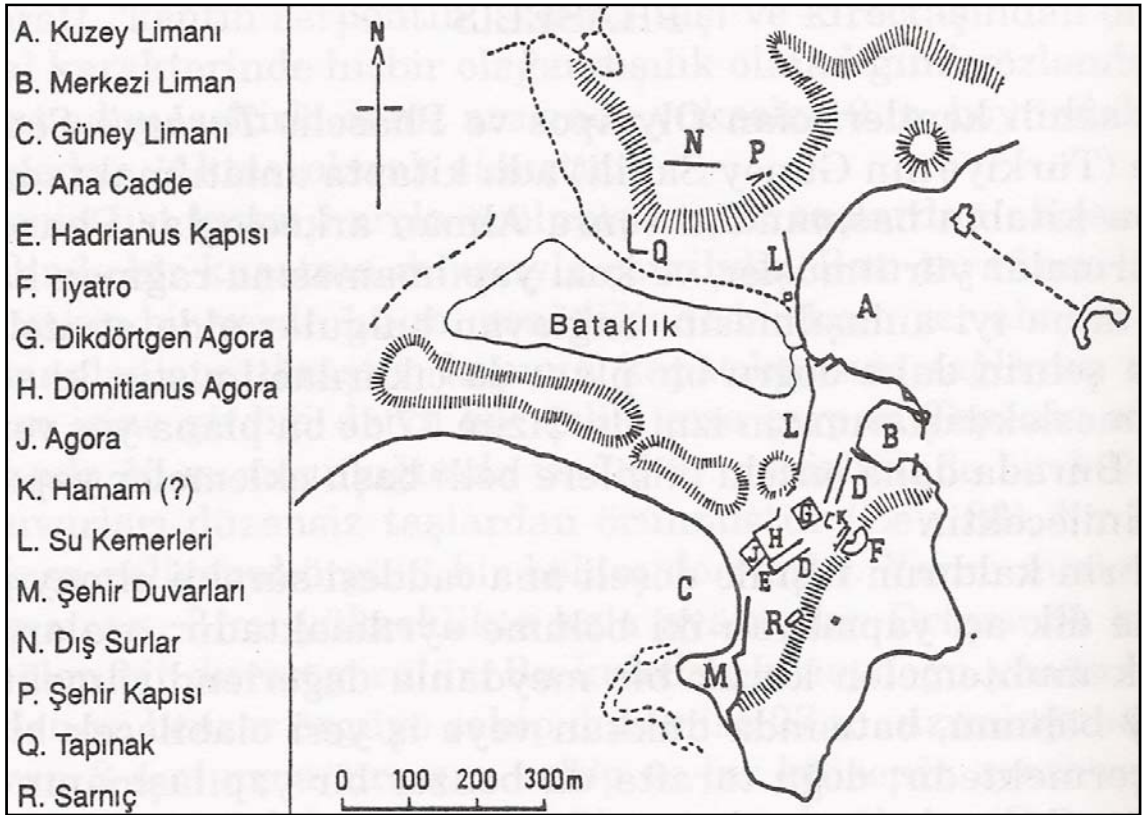 A. Kuzey Limanı
B. Merkezi Liman
C. Güney Limanı
D. Ana Cadde
E. Hadrianus Kapısı
F. Tiyatro
G. Dikdörtgen Agora
H. Domitianus Agora
J. Agora
K. Hamam (?)
L. Su Kemerleri
M. Şehir Duvarları
N. Dış Surlar
P. Şehir Kapısı
Q. Tapınak
R. Sarnıç
N
N P
Q L
A
Bataklık
L B
D
G K
H F
J D
C E
R
M
0 100 200 300m